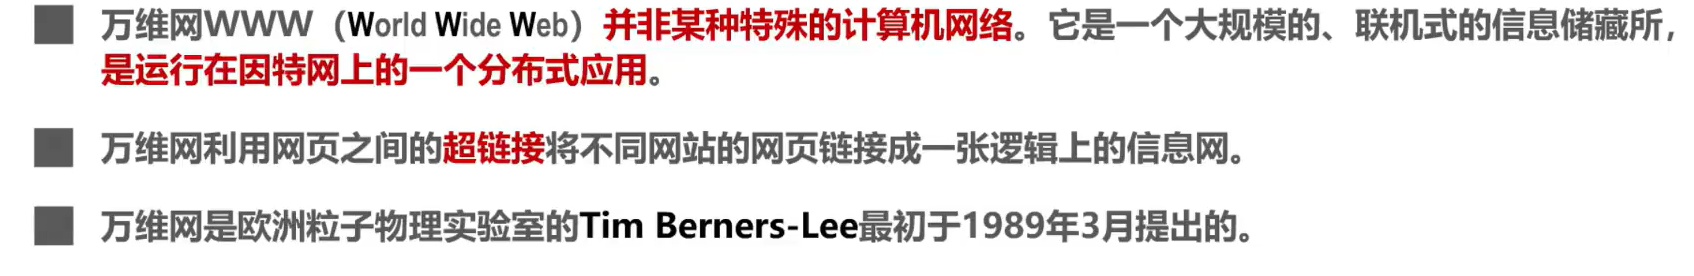 万维网WWW（World Wide Web）并非某种特殊的计算机网络。它是一个大规模的、联机式的信息储藏所，
是运行在因特网上的一个分布式应用。
万维网利用网页之间的超链接将不同网站的网页链接成一张逻辑上的信息网。
万维网是欧洲粒子物理实验室的Tim Berners-Lee最初于1989年3月提出的。